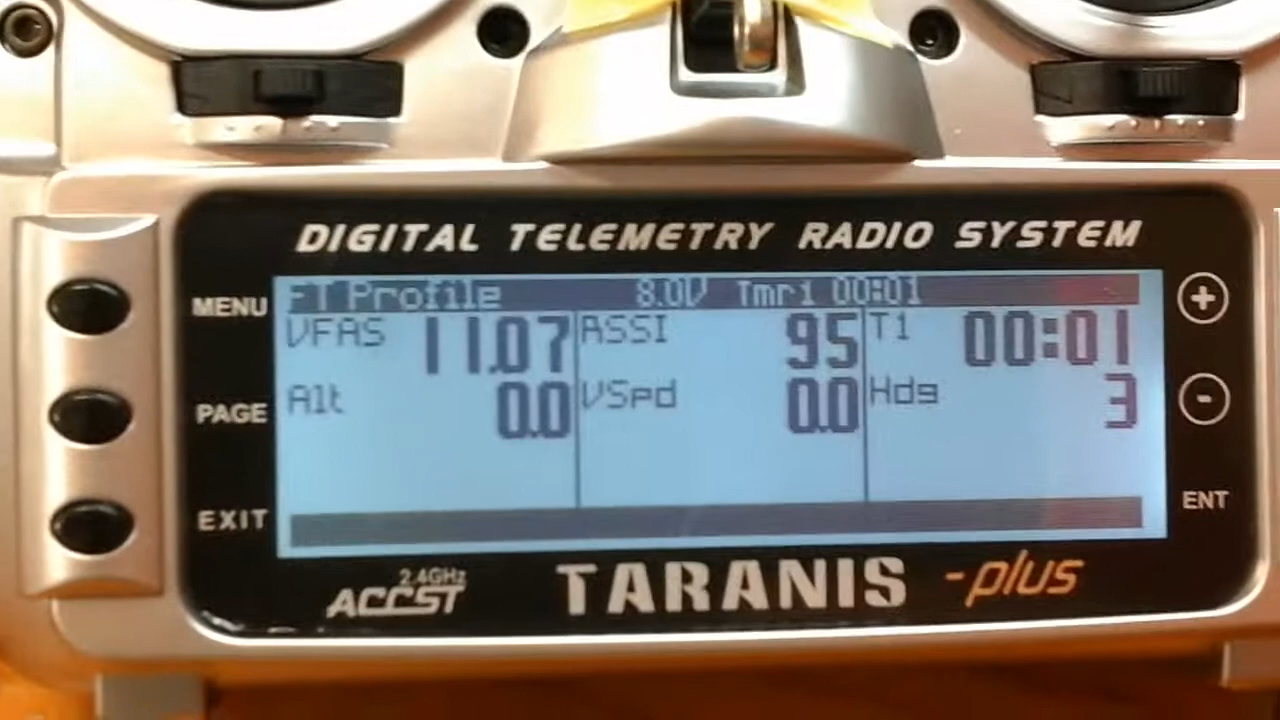 DIGITAL TELEMETRY RADIO SYSTEM
MENU
PAGE
EXIT
FT Profile 8.0V Tmr1 00:01
VFAS 11.07 RSSI 95 T1 00:01
Alt 0.0 VSpd 0.0 Hdg 3
+
-
ENT
2.4GHz
ACCST
TARANIS -plus